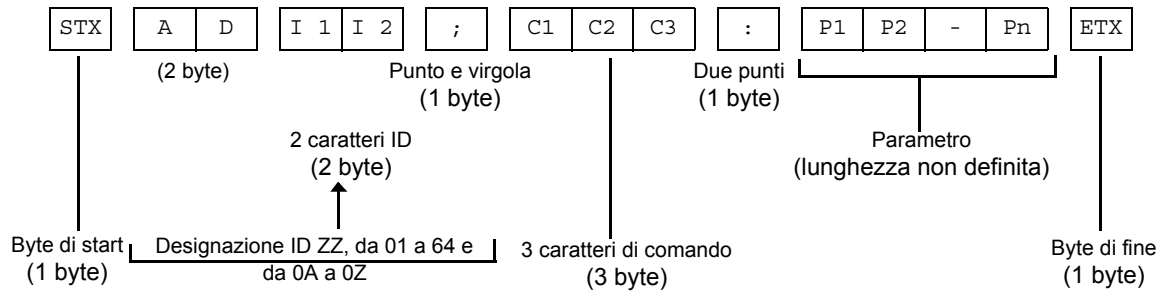 STX A D I 1 I 2 ; C1 C2 C3 : P1 P2 - Pn ETX
(2 byte)
Punto e virgola
(1 byte)
Due punti
(1 byte)
2 caratteri ID
(2 byte)
Parametro
(lunghezza non definita)
Byte di start
(1 byte)
Designazione ID ZZ, da 01 a 64 e
da 0A a 0Z
3 caratteri di comando
(3 byte)
Byte di fine
(1 byte)